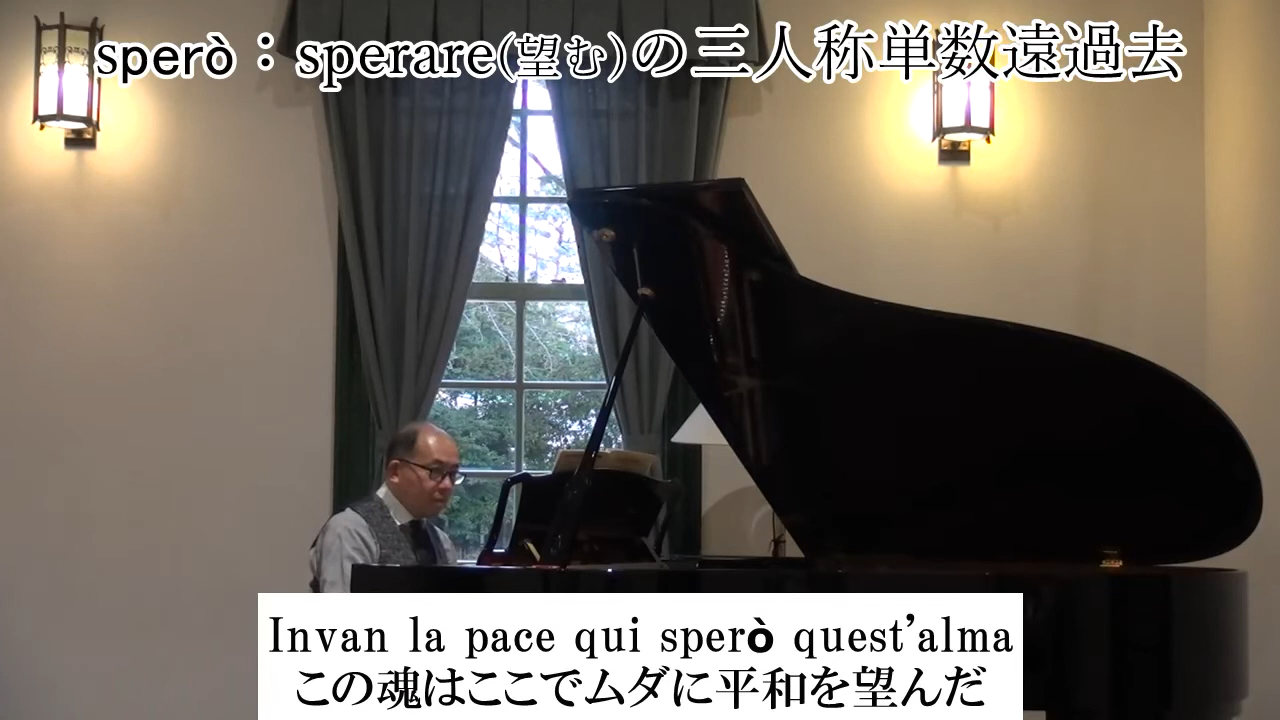 sperò：sperare(望む)の三人称単数遠過去
Invan la pace qui sperò quest'alma
この魂はここでムダに平和を望んだ